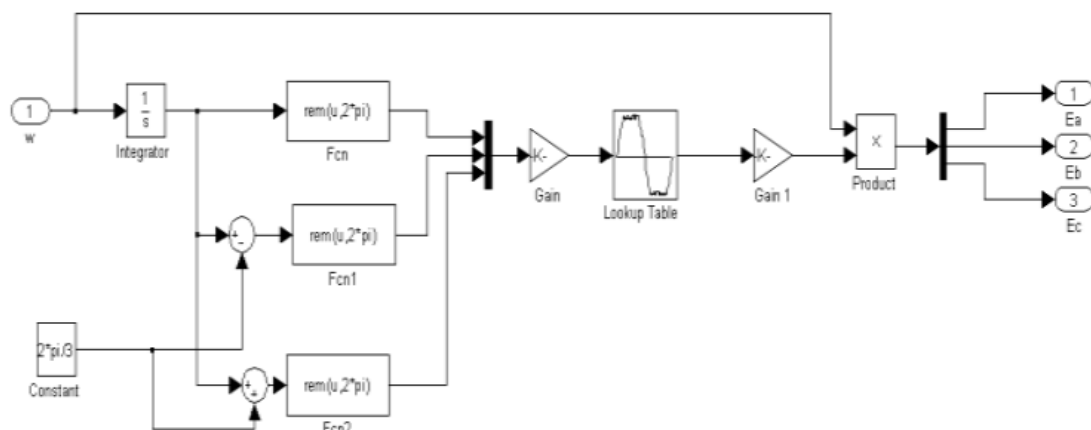 1
w
1
s
Integrator
rem(u,2*pi)
Fcn
rem(u,2*pi)
Fcn1
2*pi/3
Constant
rem(u,2*pi)
Fcn2
-K-
Gain
Lookup Table
-K-
Gain 1
X
Product
1
Ea
2
Eb
3
Ec